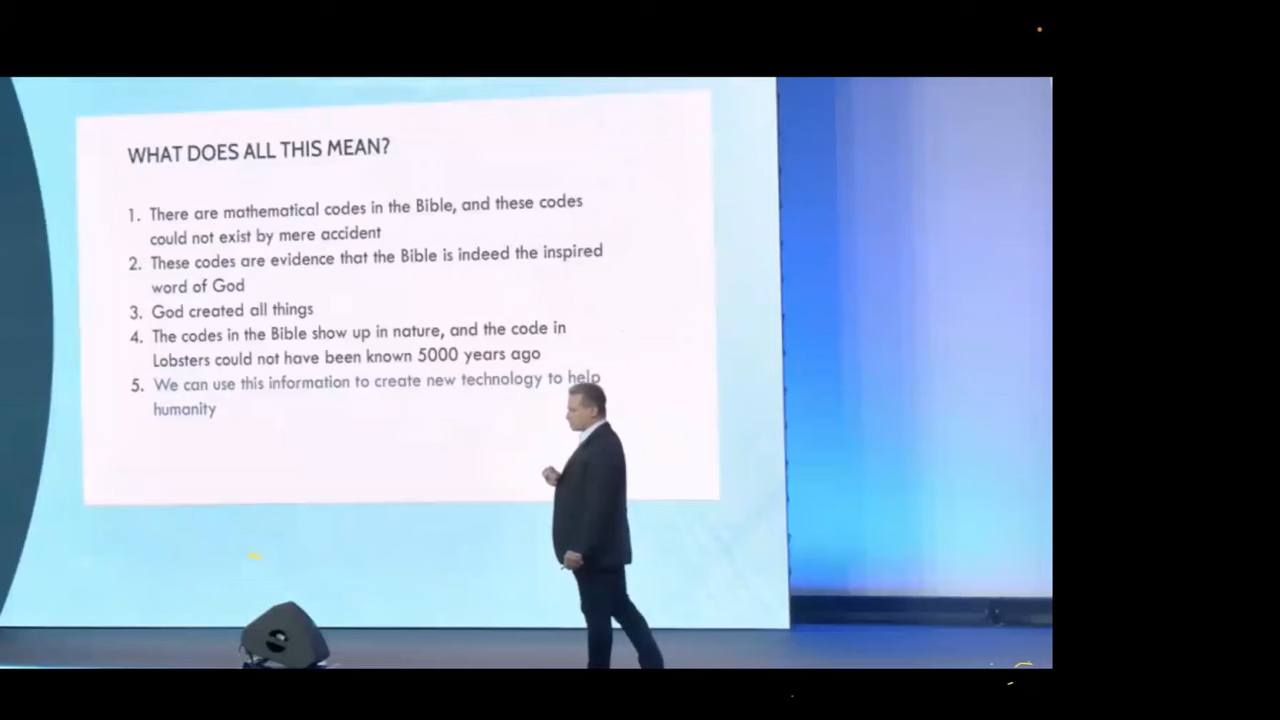 WHAT DOES ALL THIS MEAN?
1. There are mathematical codes in the Bible, and these codes
could not exist by mere accident
2. These codes are evidence that the Bible is indeed the inspired
word of God
3. God created all things
4. The codes in the Bible show up in nature, and the code in
Lobsters could not have been known 5000 years ago
5. We can use this information to create new technology to help
humanity